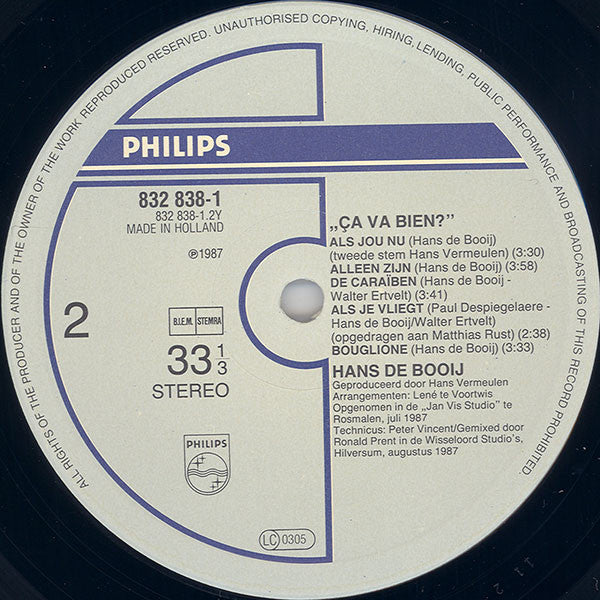 ALL RIGHTS OF THE PRODUCER AND OF THE OWNER OF THE WORK REPRODUCED RESERVED. UNAUTHORISED COPYING, HIRING, LENDING, PUBLIC PERFORMANCE AND BROADCASTING OF THIS RECORD PROHIBITED.
PHILIPS
832 838-1
832 838-1.2Y
MADE IN HOLLAND
℗1987
2
B.I.E.M. STEMRA
33 1/3
STEREO
PHILIPS
LC 0305
„ÇA VA BIEN?”
ALS JOU NU (Hans de Booij)
(tweede stem Hans Vermeulen) (3:30)
ALLEEN ZIJN (Hans de Booij) (3:58)
DE CARAÏBEN (Hans de Booij -
Walter Ertvelt) (3:41)
ALS JE VLIEGT (Paul Despiegelaere -
Hans de Booij/Walter Ertvelt)
(opgedragen aan Matthias Rust) (2:38)
BOUGLIONE (Hans de Booij) (3:33)
HANS DE BOOIJ
Geproduceerd door Hans Vermeulen
Arrangementen: Lené te Voortwis
Opgenomen in de „Jan Vis Studio” te
Rosmalen, juli 1987
Technicus: Peter Vincent/Gemixed door
Ronald Prent in de Wisseloord Studio's,
Hilversum, augustus 1987